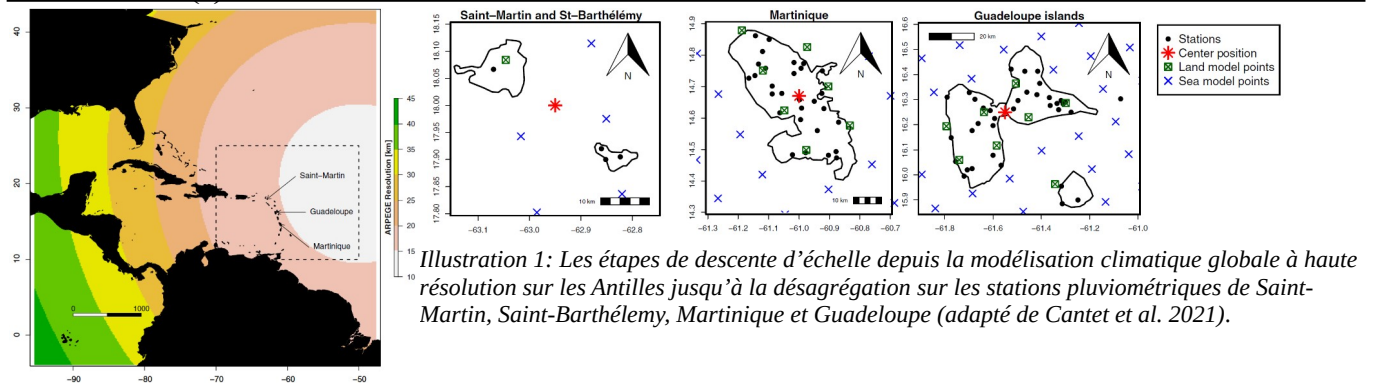 40
30
20
10
0
−90
−80
−70
−60
−50
0
1000
Saint−Martin
Guadeloupe
Martinique
ARPEGE Resolution [km]
45
40
35
30
25
20
15
10
Saint−Martin and St−Barthélémy
18.15
18.10
18.05
18.00
17.95
17.90
17.85
17.80
−63.1
−63.0
−62.9
−62.8
N
10 km
Martinique
14.9
14.8
14.7
14.6
14.5
14.4
14.3
−61.3
−61.2
−61.1
−61.0
−60.9
−60.8
−60.7
N
10 km
Guadeloupe islands
16.6
16.5
16.4
16.3
16.2
16.1
16.0
15.9
−61.8
−61.6
−61.4
−61.2
−61.0
20 km
N
Stations
Center position
Land model points
Sea model points
Illustration 1: Les étapes de descente d’échelle depuis la modélisation climatique globale à haute
résolution sur les Antilles jusqu’à la désagrégation sur les stations pluviométriques de Saint-
Martin, Saint-Barthélemy, Martinique et Guadeloupe (adapté de Cantet et al. 2021).